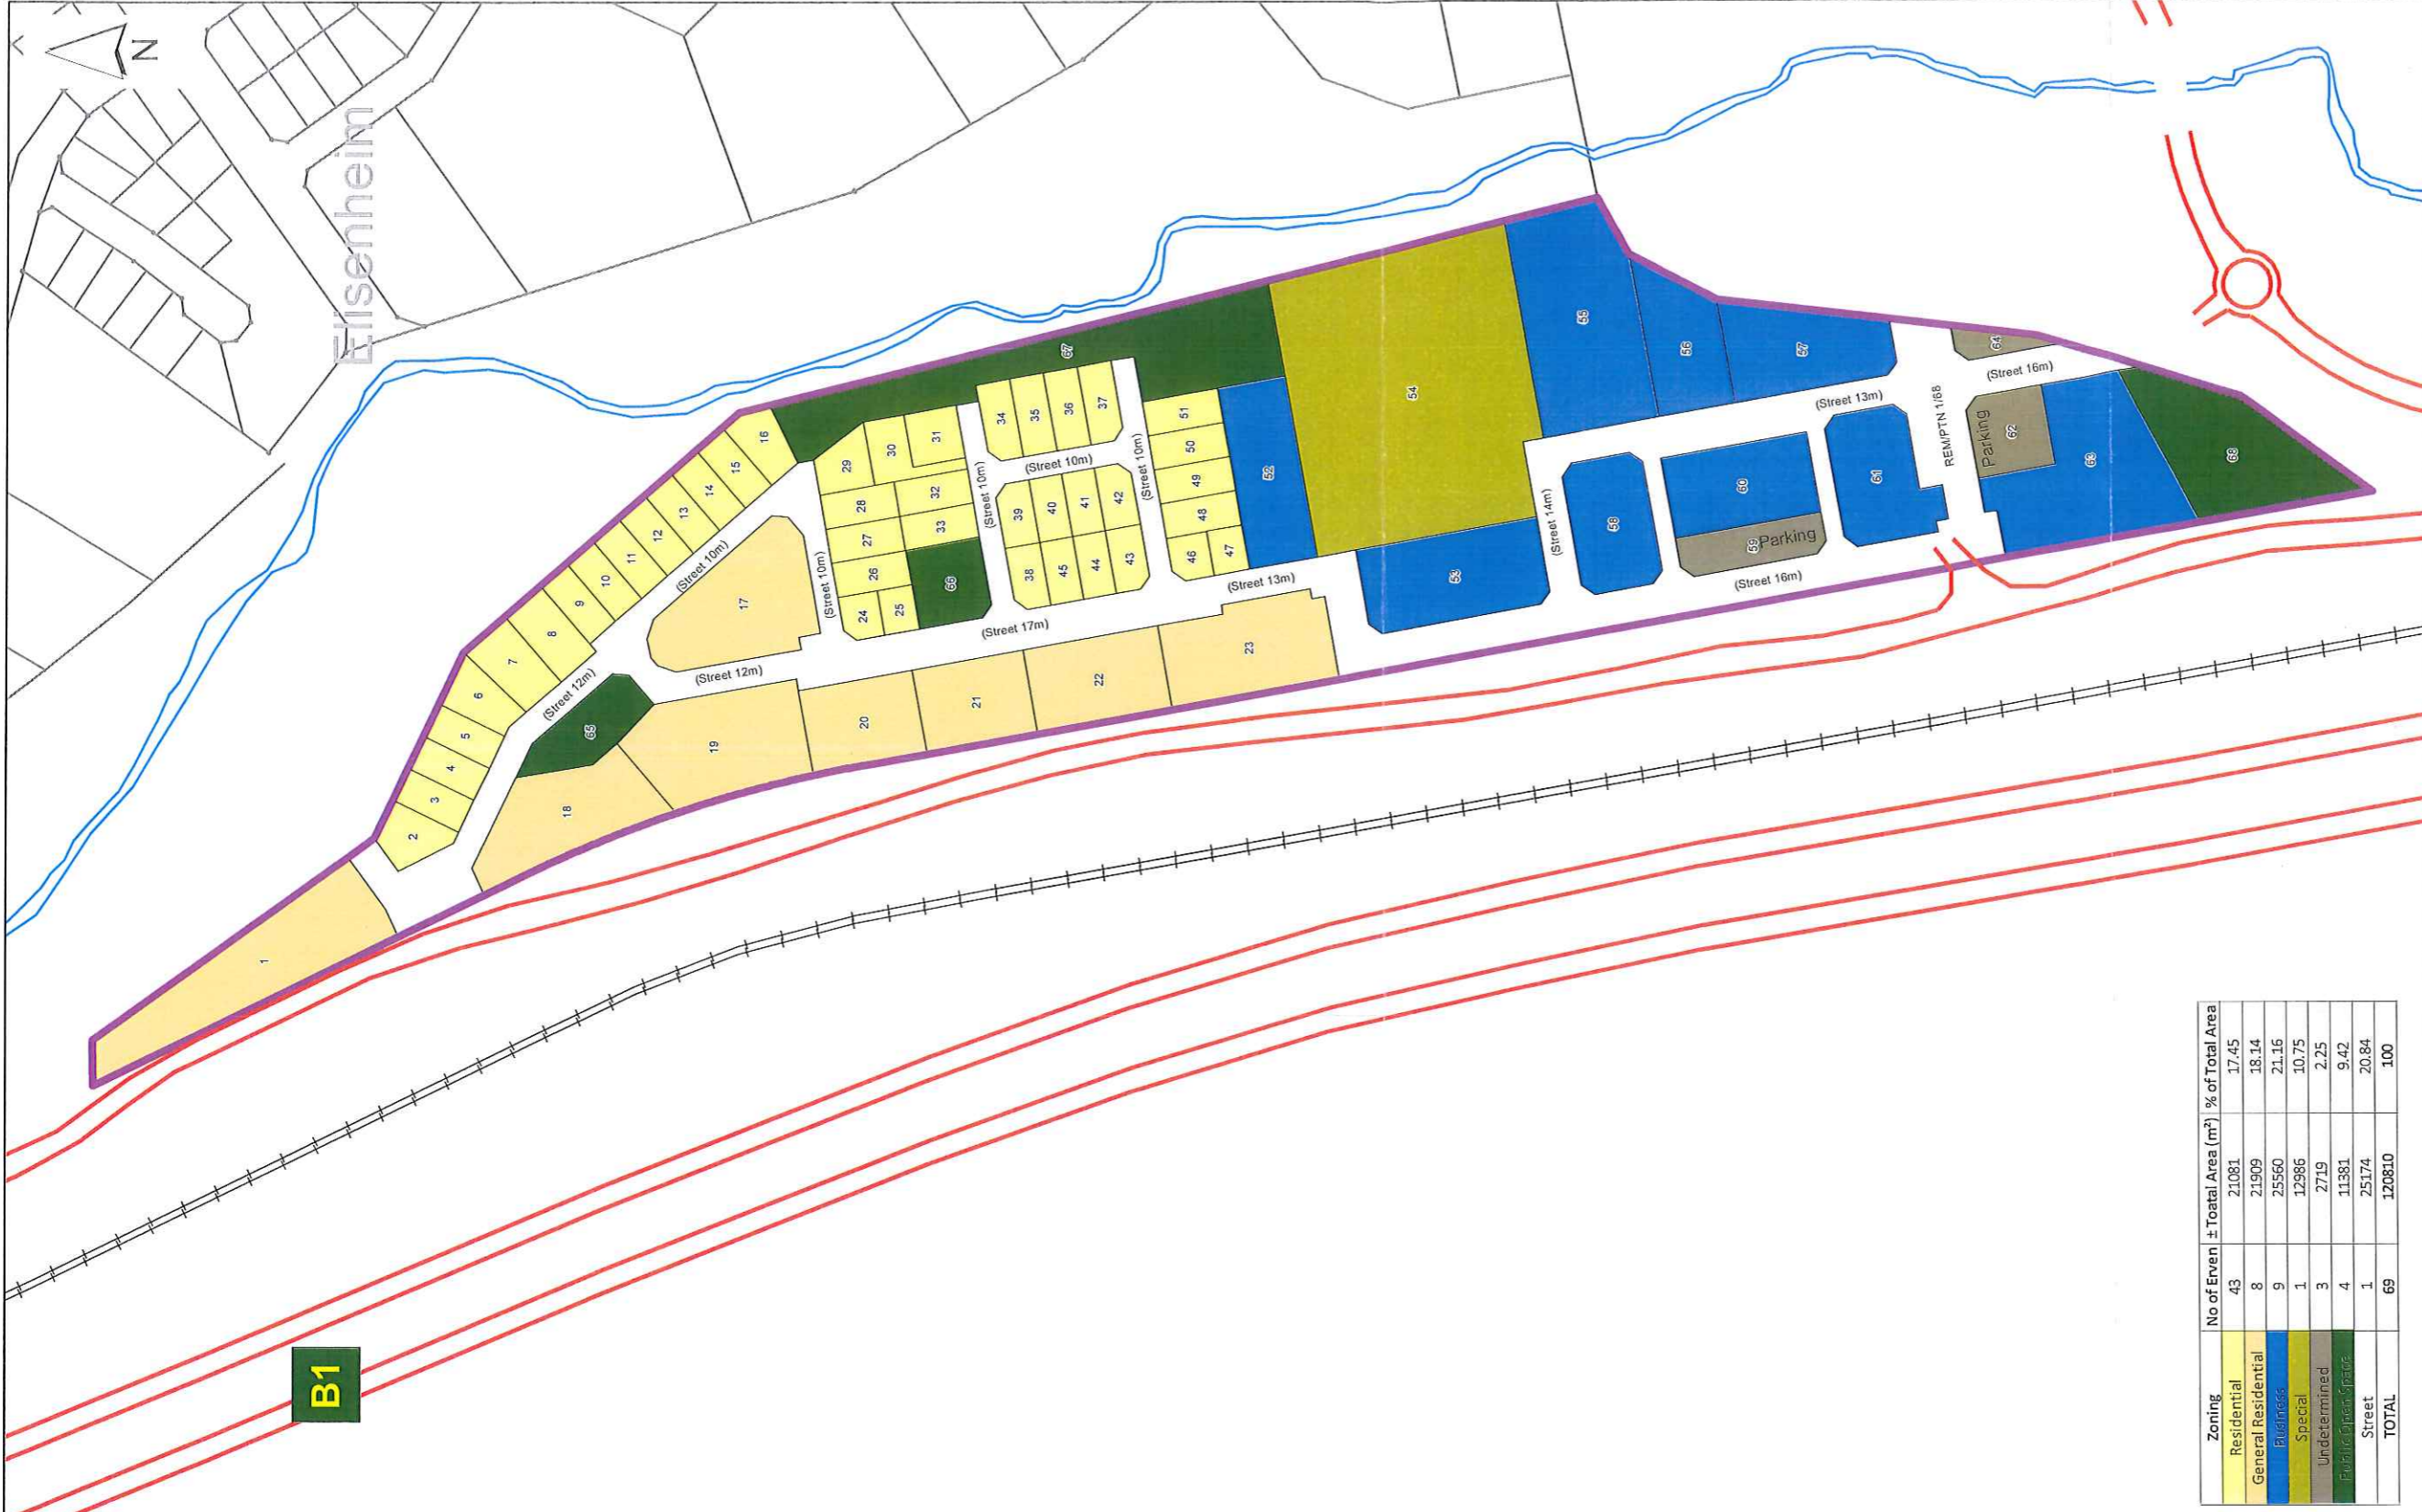 N
Elisenheim
B1
1
2
3
4
5
6
7
8
9
10
11
12
13
14
15
16
17
18
19
20
21
22
23
24
25
26
27
28
29
30
31
32
33
34
35
36
37
38
39
40
41
42
43
44
45
46
47
48
49
50
51
52
53
54
55
56
57
58
59
Parking
60
61
62
Parking
63
64
65
66
67
68
(Street 12m)
(Street 10m)
(Street 12m)
(Street 10m)
(Street 17m)
(Street 10m)
(Street 10m)
(Street 10m)
(Street 13m)
(Street 14m)
(Street 16m)
(Street 13m)
REM/PTN 1/68
(Street 16m)
Zoning No of Erven ± Toatal Area (m²) % of Total Area
Residential 43 21081 17.45
General Residential 8 21909 18.14
Business 9 25560 21.16
Special 1 12986 10.75
Undetermined 3 2719 2.25
Public Open Space 4 11381 9.42
Street 1 25174 20.84
TOTAL 69 120810 100